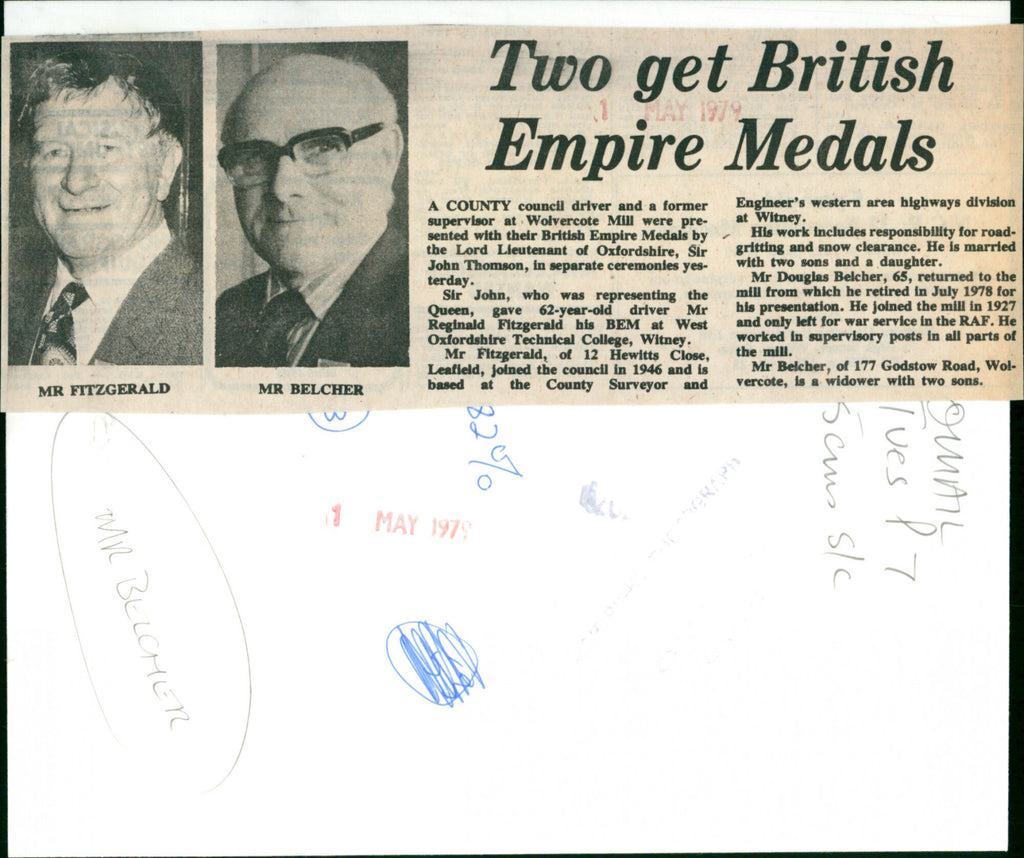 Two get British
Empire Medals
1 MAY 1979
A COUNTY council driver and a former
supervisor at Wolvercote Mill were pre-
sented with their British Empire Medals by
the Lord Lieutenant of Oxfordshire, Sir
John Thomson, in separate ceremonies yes-
terday.
Sir John, who was representing the
Queen, gave 62-year-old driver Mr
Reginald Fitzgerald his BEM at West
Oxfordshire Technical College, Witney.
Mr Fitzgerald, of 12 Hewitts Close,
Leafield, joined the council in 1946 and is
based at the County Surveyor and
Engineer's western area highways division
at Witney.
His work includes responsibility for road-
gritting and snow clearance. He is married
with two sons and a daughter.
Mr Douglas Belcher, 65, returned to the
mill from which he retired in July 1978 for
his presentation. He joined the mill in 1927
and only left for war service in the RAF. He
worked in supervisory posts in all parts of
the mill.
Mr Belcher, of 177 Godstow Road, Wol-
vercote, is a widower with two sons.
MR FITZGERALD
MR BELCHER
3
82%
1 MAY 1979
MR BELCHER
Tues P 7
5cms s/c